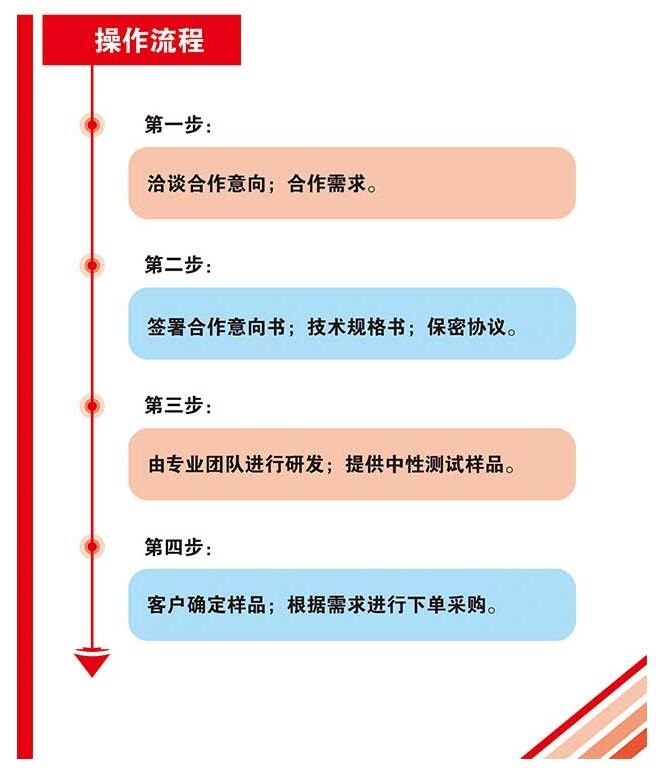 操作流程
第一步：
洽谈合作意向；合作需求。
第二步：
签署合作意向书；技术规格书；保密协议。
第三步：
由专业团队进行研发；提供中性测试样品。
第四步：
客户确定样品；根据需求进行下单采购。